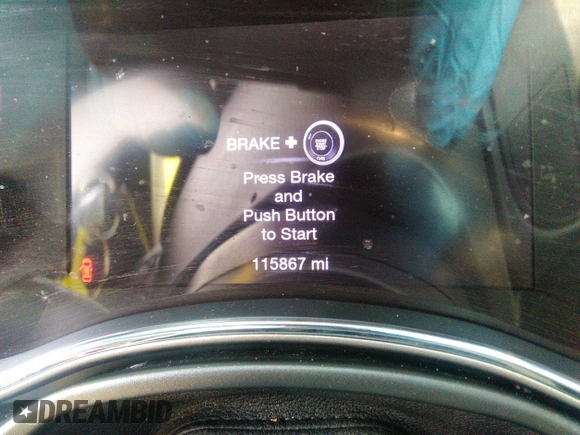 BRAKE +
Press Brake
and
Push Button
to Start
115867 mi
DREAMBID